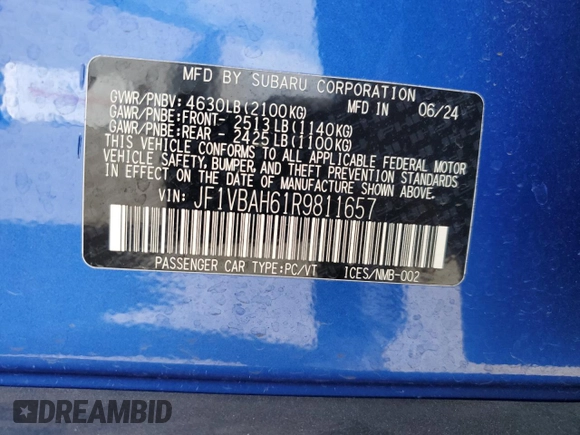 MFD BY SUBARU CORPORATION
GVWR/PNBV: 4630LB(2100KG) MFD IN 06/24
GAWR/PNBE:FRONT- 2513LB(1140KG)
GAWR/PNBE:REAR - 2425LB(1100KG)
THIS VEHICLE CONFORMS TO ALL APPLICABLE FEDERAL MOTOR
VEHICLE SAFETY, BUMPER, AND THEFT PREVENTION STANDARDS
IN EFFECT ON THE DATE OF MANUFACTURE SHOWN ABOVE.
VIN: JF1VBAH61R9811657
PASSENGER CAR TYPE:PC/VT ICES/NMB-002
DREAMBID